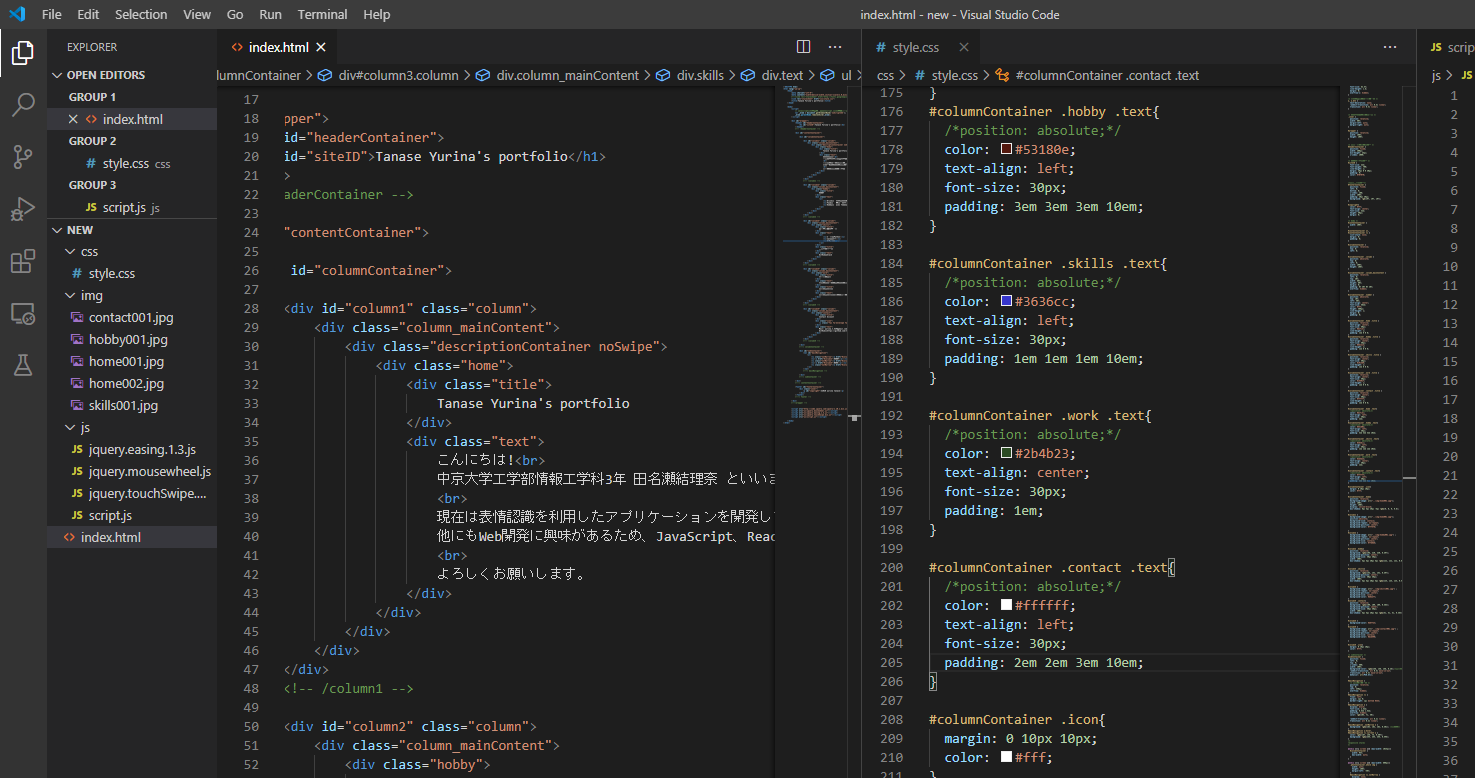 File Edit Selection View Go Run Terminal Help
index.html - new - Visual Studio Code
EXPLORER
OPEN EDITORS
GROUP 1
index.html
GROUP 2
style.css css
GROUP 3
script.js js
NEW
css
style.css
img
contact001.jpg
hobby001.jpg
home001.jpg
home002.jpg
skills001.jpg
js
jquery.easing.1.3.js
jquery.mousewheel.js
jquery.touchSwipe....
script.js
index.html
index.html
lumnContainer > div#column3.column > div.column_mainContent > div.skills > div.text > ul >
17
18 pper">
19 id="headerContainer">
20 id="siteID">Tanase Yurina's portfolio</h1>
21 >
22 aderContainer -->
23
24 "contentContainer">
25
26 id="columnContainer">
27
28 <div id="column1" class="column">
29 <div class="column_mainContent">
30 <div class="descriptionContainer noSwipe">
31 <div class="home">
32 <div class="title">
33 Tanase Yurina's portfolio
34 </div>
35 <div class="text">
36 こんにちは!<br>
37 中京大学工学部情報工学科3年 田名瀬結理奈 といいま
38 <br>
39 現在は表情認識を利用したアプリケーションを開発し
40 他にもWeb開発に興味があるため、JavaScript、Reac
41 <br>
42 よろしくお願いします。
43 </div>
44 </div>
45 </div>
46 </div>
47 </div>
48 <!-- /column1 -->
49
50 <div id="column2" class="column">
51 <div class="column_mainContent">
52 <div class="hobby">
# style.css
css > # style.css > #columnContainer .contact .text
175 }
176 #columnContainer .hobby .text{
177 /*position: absolute;*/
178 color: #53180e;
179 text-align: left;
180 font-size: 30px;
181 padding: 3em 3em 3em 10em;
182 }
183
184 #columnContainer .skills .text{
185 /*position: absolute;*/
186 color: #3636cc;
187 text-align: left;
188 font-size: 30px;
189 padding: 1em 1em 1em 10em;
190 }
191
192 #columnContainer .work .text{
193 /*position: absolute;*/
194 color: #2b4b23;
195 text-align: center;
196 font-size: 30px;
197 padding: 1em;
198 }
199
200 #columnContainer .contact .text{
201 /*position: absolute;*/
202 color: #ffffff;
203 text-align: left;
204 font-size: 30px;
205 padding: 2em 2em 3em 10em;
206 }
207
208 #columnContainer .icon{
209 margin: 0 10px 10px;
210 color: #fff;
211 }
JS scrip
js > JS
1
2
3
4
5
6
7
8
9
10
11
12
13
14
15
16
17
18
19
20
21
22
23
24
25
26
27
28
29
30
31
32
33
34
35
36